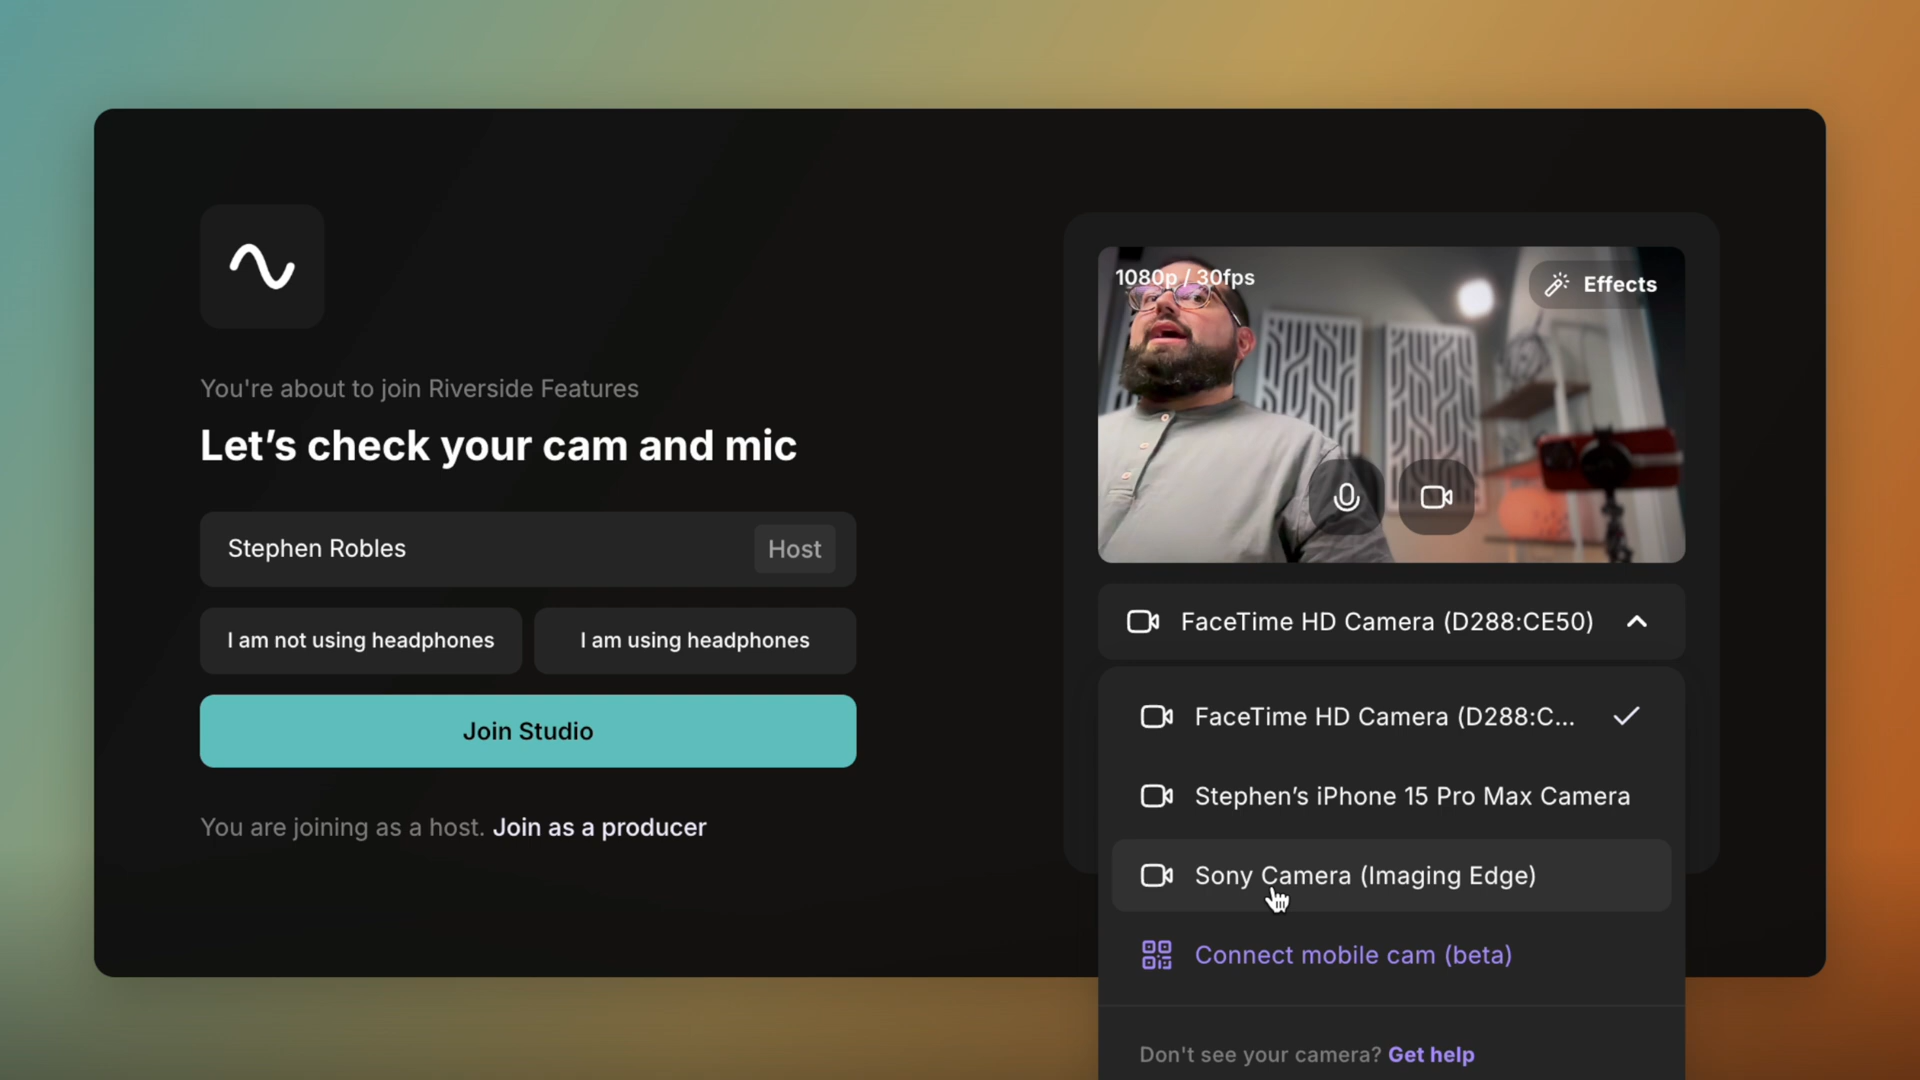 You're about to join Riverside Features
Let’s check your cam and mic
Stephen Robles
Host
I am not using headphones
I am using headphones
Join Studio
You are joining as a host. Join as a producer
1080p / 30fps
Effects
FaceTime HD Camera (D288:CE50)
FaceTime HD Camera (D288:C...
Stephen’s iPhone 15 Pro Max Camera
Sony Camera (Imaging Edge)
Connect mobile cam (beta)
Don't see your camera? Get help